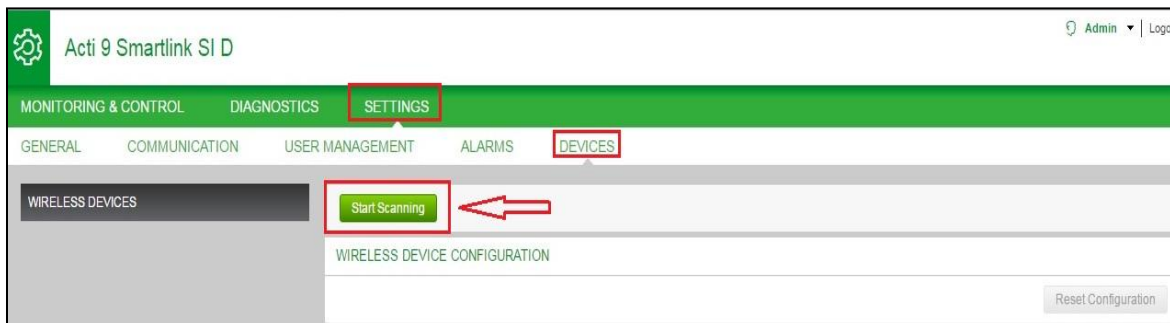 Acti 9 Smartlink SI D
Admin
MONITORING & CONTROL DIAGNOSTICS SETTINGS
GENERAL COMMUNICATION USER MANAGEMENT ALARMS DEVICES
WIRELESS DEVICES
Start Scanning
WIRELESS DEVICE CONFIGURATION
Reset Configuration